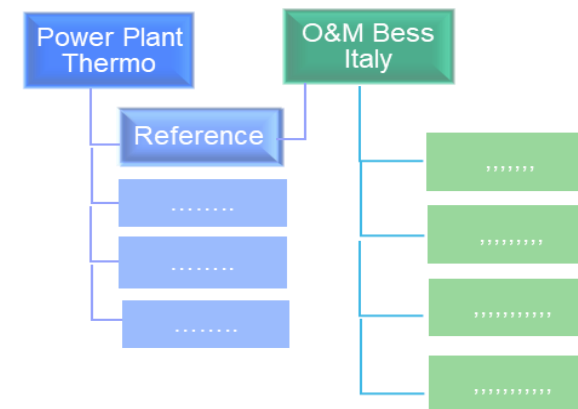 Power Plant
Thermo
O&M Bess
Italy
Reference
........
........
........
,,,,,,,
,,,,,,,,,
,,,,,,,,,,,
,,,,,,,,,,,